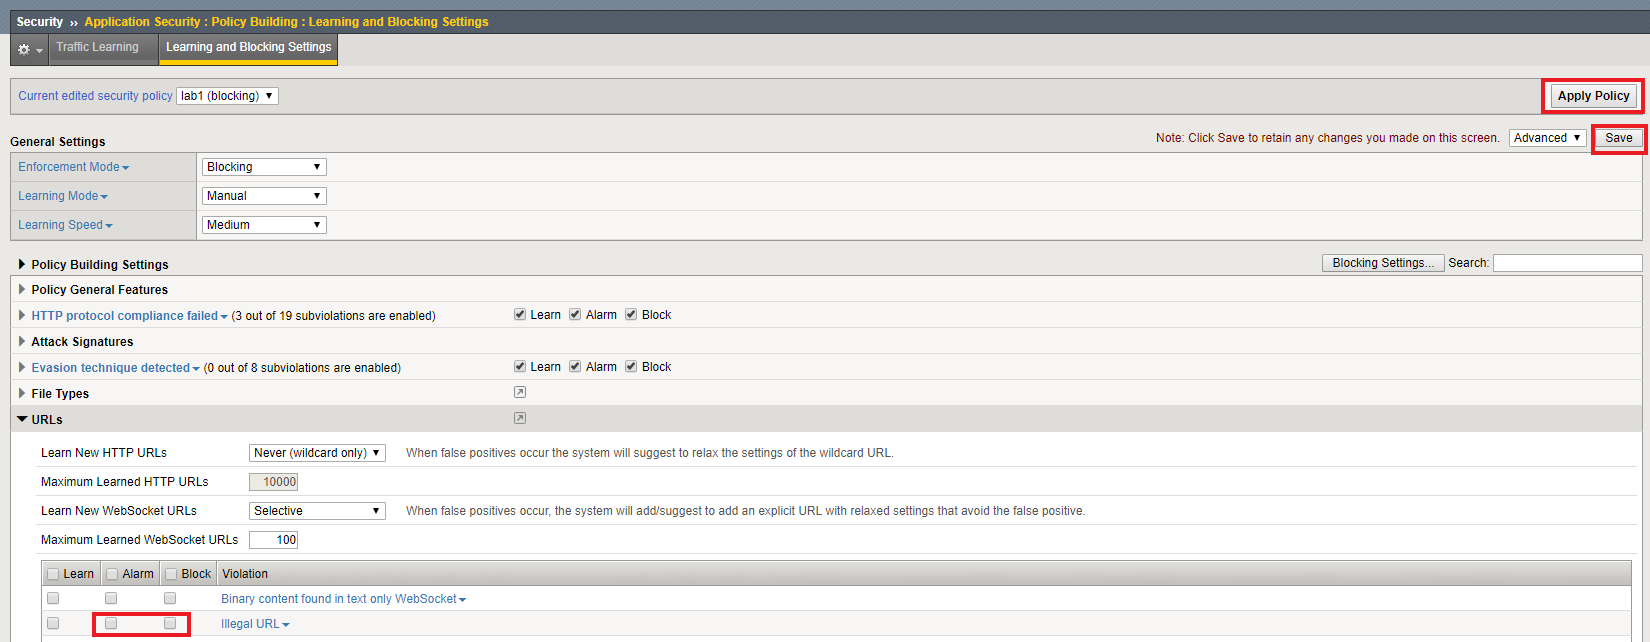 Security ›› Application Security : Policy Building : Learning and Blocking Settings
Traffic Learning Learning and Blocking Settings
Current edited security policy lab1 (blocking) Apply Policy
General Settings Note: Click Save to retain any changes you made on this screen. Advanced Save
Enforcement Mode Blocking
Learning Mode Manual
Learning Speed Medium
Policy Building Settings Blocking Settings... Search:
Policy General Features
HTTP protocol compliance failed (3 out of 19 subviolations are enabled) Learn Alarm Block
Attack Signatures
Evasion technique detected (0 out of 8 subviolations are enabled) Learn Alarm Block
File Types
URLs
Learn New HTTP URLs Never (wildcard only) When false positives occur the system will suggest to relax the settings of the wildcard URL.
Maximum Learned HTTP URLs 10000
Learn New WebSocket URLs Selective When false positives occur, the system will add/suggest to add an explicit URL with relaxed settings that avoid the false positive.
Maximum Learned WebSocket URLs 100
Learn Alarm Block Violation
Binary content found in text only WebSocket
Illegal URL